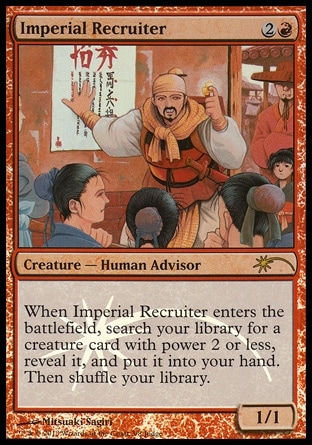 Imperial Recruiter 2
Creature — Human Advisor
When Imperial Recruiter enters the
battlefield, search your library for a
creature card with power 2 or less,
reveal it, and put it into your hand.
Then shuffle your library.
Mitsuaki Sagiri
1/1